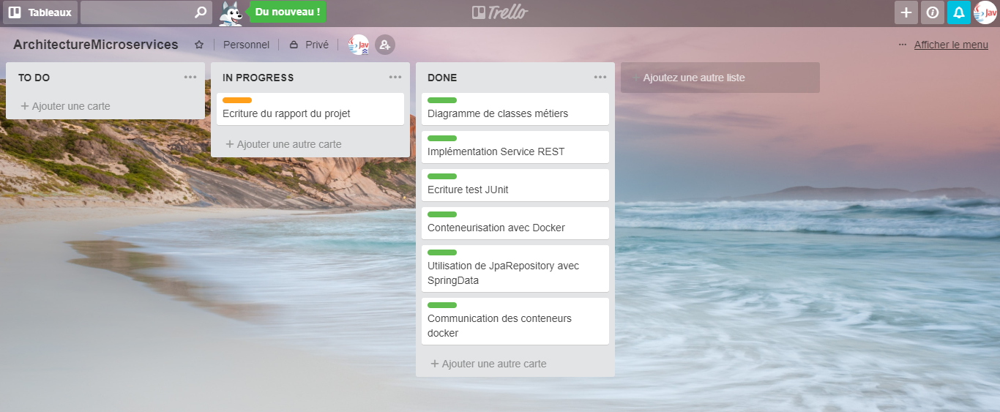 Tableaux
Du nouveau !
Trello
Jav
ArchitectureMicroservices
Personnel
Privé
Jav
··· Afficher le menu
TO DO
+ Ajouter une carte
IN PROGRESS
Ecriture du rapport du projet
+ Ajouter une autre carte
DONE
Diagramme de classes métiers
Implémentation Service REST
Ecriture test JUnit
Conteneurisation avec Docker
Utilisation de JpaRepository avec
SpringData
Communication des conteneurs
docker
+ Ajouter une autre carte
+ Ajoutez une autre liste